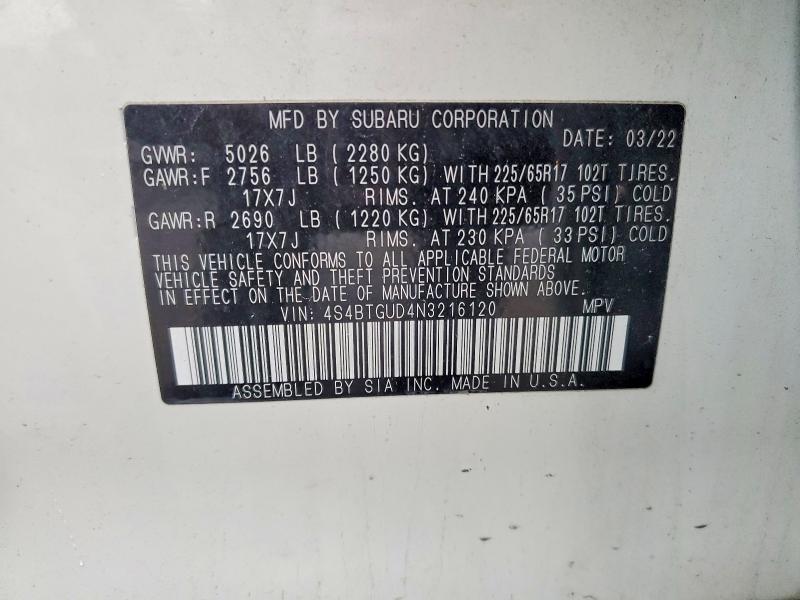 MFD BY SUBARU CORPORATION
DATE: 03/22
GVWR: 5026 LB ( 2280 KG)
GAWR:F 2756 LB ( 1250 KG) WITH 225/65R17 102T TIRES.
17X7J RIMS. AT 240 KPA ( 35 PSI) COLD
GAWR:R 2690 LB ( 1220 KG) WITH 225/65R17 102T TIRES.
17X7J RIMS. AT 230 KPA ( 33 PSI) COLD
THIS VEHICLE CONFORMS TO ALL APPLICABLE FEDERAL MOTOR
VEHICLE SAFETY AND THEFT PREVENTION STANDARDS
IN EFFECT ON THE DATE OF MANUFACTURE SHOWN ABOVE.
VIN: 4S4BTGUD4N3216120 MPV
ASSEMBLED BY SIA INC. MADE IN U.S.A.